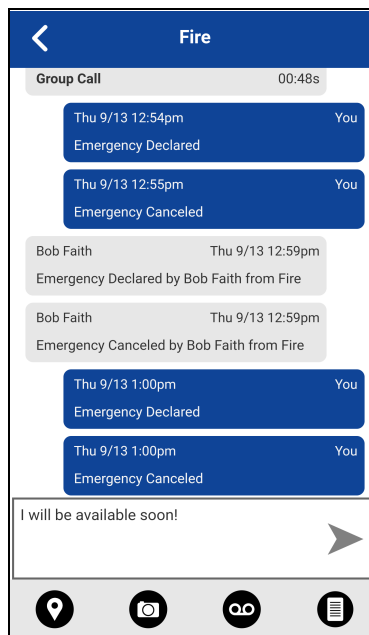 Fire
Group Call 00:48s
Thu 9/13 12:54pm You
Emergency Declared
Thu 9/13 12:55pm You
Emergency Canceled
Bob Faith Thu 9/13 12:59pm
Emergency Declared by Bob Faith from Fire
Bob Faith Thu 9/13 12:59pm
Emergency Canceled by Bob Faith from Fire
Thu 9/13 1:00pm You
Emergency Declared
Thu 9/13 1:00pm You
Emergency Canceled
I will be available soon!